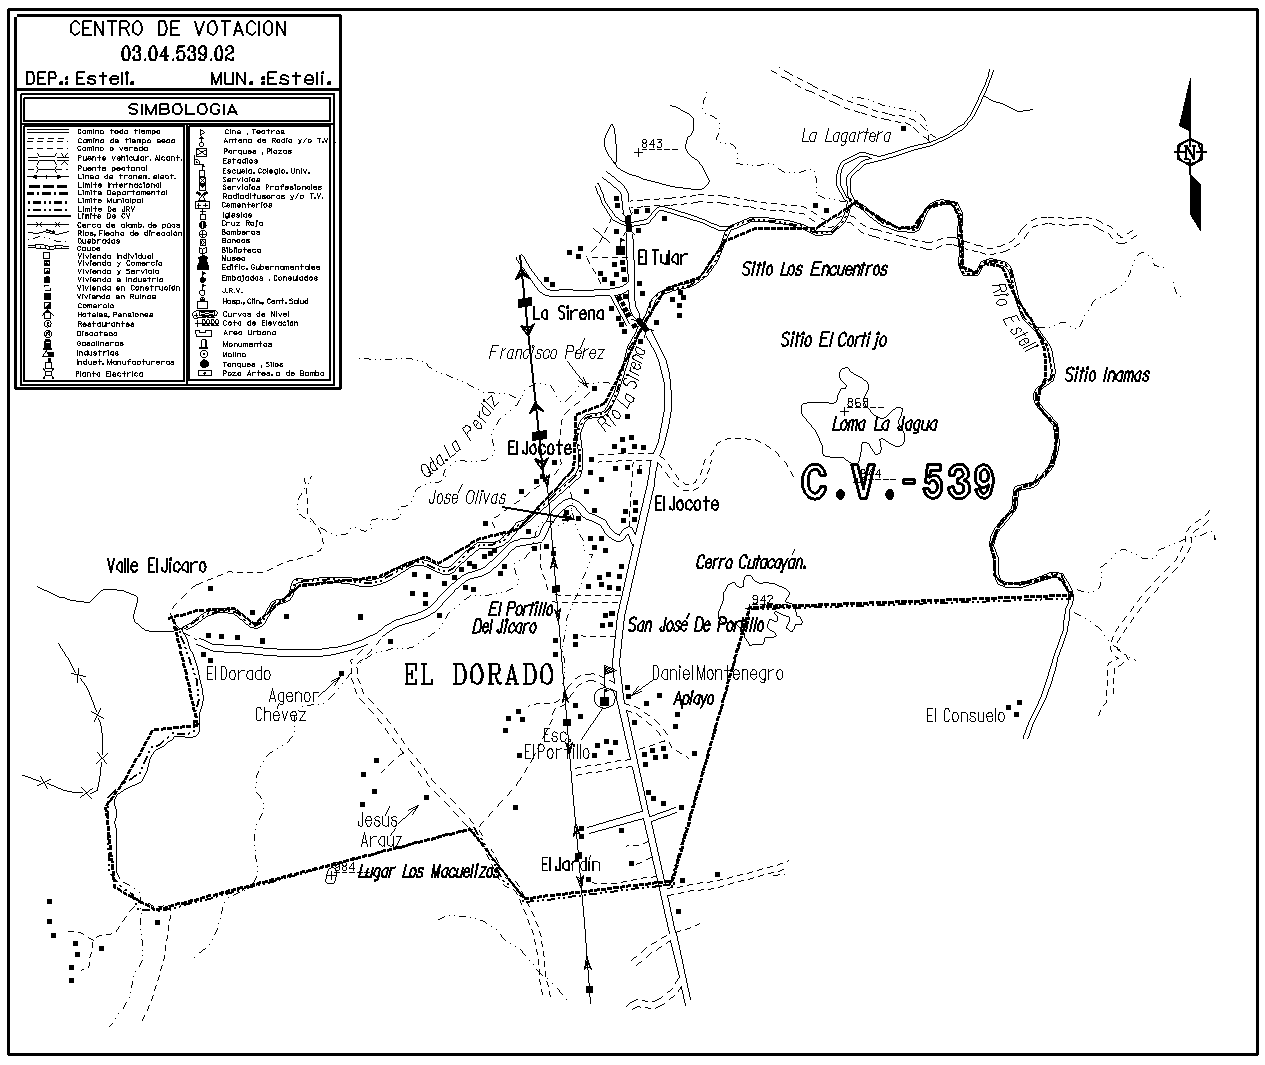 CENTRO DE VOTACION
03.04.539.02
DEP.: Estelí. MUN. :Estelí.
SIMBOLOGIA
Camino todo tiempo
Camino de tiempo seco
Camino o vereda
Puente vehicular. Alcant.
Puente peatonal
Linea de transm. elect.
Limite Internacional
Limite Departamental
Limite Municipal
Limite De JRV
Limite De CV
Cerca de alamb. de púas
Rios, Flecha de dirección
Quebradas
Cauce
Vivienda Individual
Vivienda y Comercio
Vivienda y Servicio
Vivienda e Industria
Vivienda en Construción
Vivienda en Ruinas
Comercio
Hoteles, Pensiones
Restaurantes
Discoteca
Gasolineras
Industrias
Indust. Manufactureras
Planta Electrica
Cine , Teatros
Antena de Radio y/o T.V.
Parques , Plazas
Estadios
Escuela. Colegio. Univ.
Servicios
Servicios Profesionales
Radiodifusoras y/o T.V.
Cementerios
Iglesias
Cruz Roja
Bomberos
Bancos
Biblioteca
Museo
Edific. Gubernamentales
Embajadas . Consulados
J.R.V.
Hosp., Clin., Cent. Salud
Curvas de Nivel
Cota de Elevación
Area Urbana
Monumentos
Molino
Tanques , Silos
Pozo Artes. o de Bomba
N
La Lagartera
843
El Tular
Sitio Los Encuentros
La Sirena
Río Estelí
Sitio El Cortijo
Francisco Pérez
Río La Sirena
Sitio Inamas
868
Loma La Jagua
Qda. La Perdiz
El Jocote
C.V.-539
José Olivas
El Jocote
Valle El Jícaro
Cerro Cutacayán.
942
El Portillo
Del Jícaro
San José De Portillo
El Dorado
EL DORADO
Daniel Montenegro
Agenor
Chévez
Aplayo
El Consuelo
Esc.
El Portillo
Jesús
Araúz
984
Lugar Los Macuelizos
El Jardín